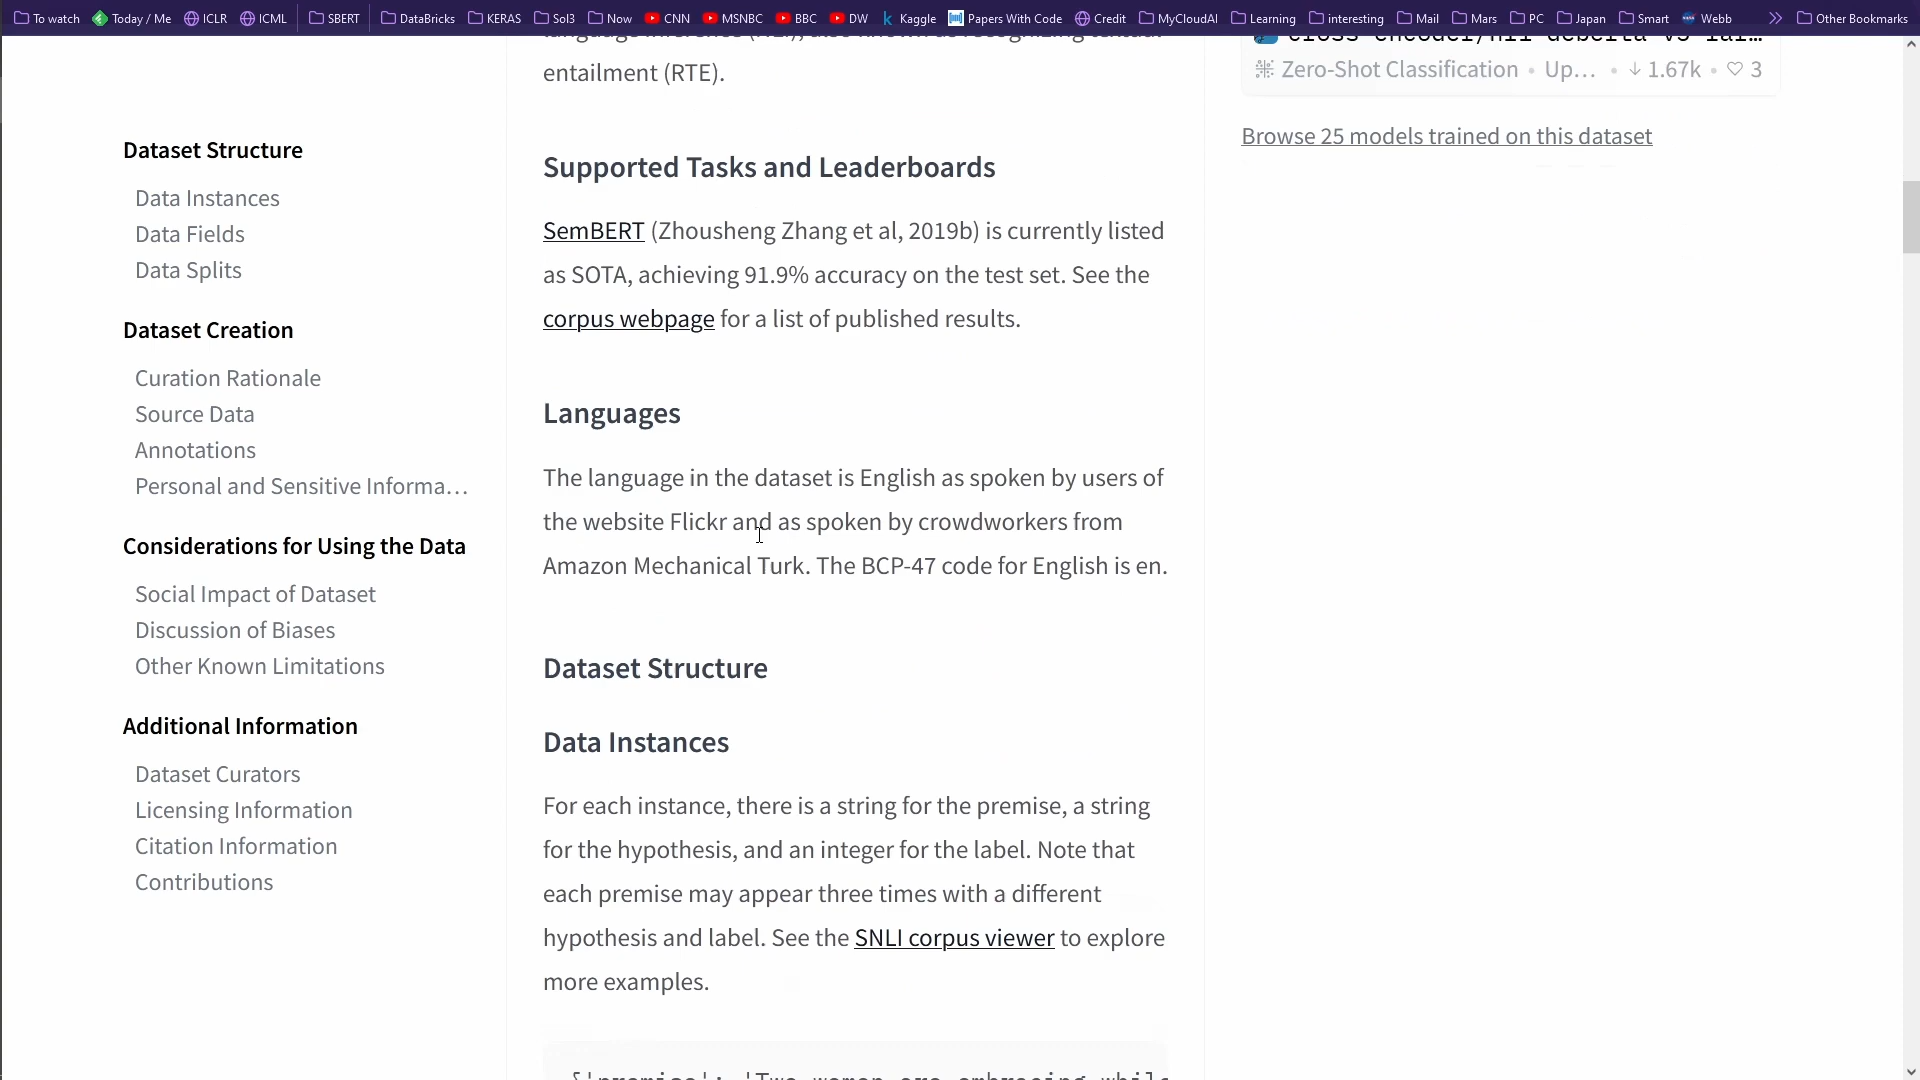 To watch Today / Me ICLR ICML SBERT DataBricks KERAS Sol3 Now CNN MSNBC BBC DW Kaggle Papers With Code Credit MyCloudAI Learning interesting Mail Mars PC Japan Smart Webb Other Bookmarks
entailment (RTE).
Supported Tasks and Leaderboards
SemBERT (Zhousheng Zhang et al, 2019b) is currently listed
as SOTA, achieving 91.9% accuracy on the test set. See the
corpus webpage for a list of published results.
Languages
The language in the dataset is English as spoken by users of
the website Flickr and as spoken by crowdworkers from
Amazon Mechanical Turk. The BCP-47 code for English is en.
Dataset Structure
Data Instances
For each instance, there is a string for the premise, a string
for the hypothesis, and an integer for the label. Note that
each premise may appear three times with a different
hypothesis and label. See the SNLI corpus viewer to explore
more examples.
Dataset Structure
Data Instances
Data Fields
Data Splits
Dataset Creation
Curation Rationale
Source Data
Annotations
Personal and Sensitive Informa...
Considerations for Using the Data
Social Impact of Dataset
Discussion of Biases
Other Known Limitations
Additional Information
Dataset Curators
Licensing Information
Citation Information
Contributions
Zero-Shot Classification • Up... • 1.67k • 3
Browse 25 models trained on this dataset